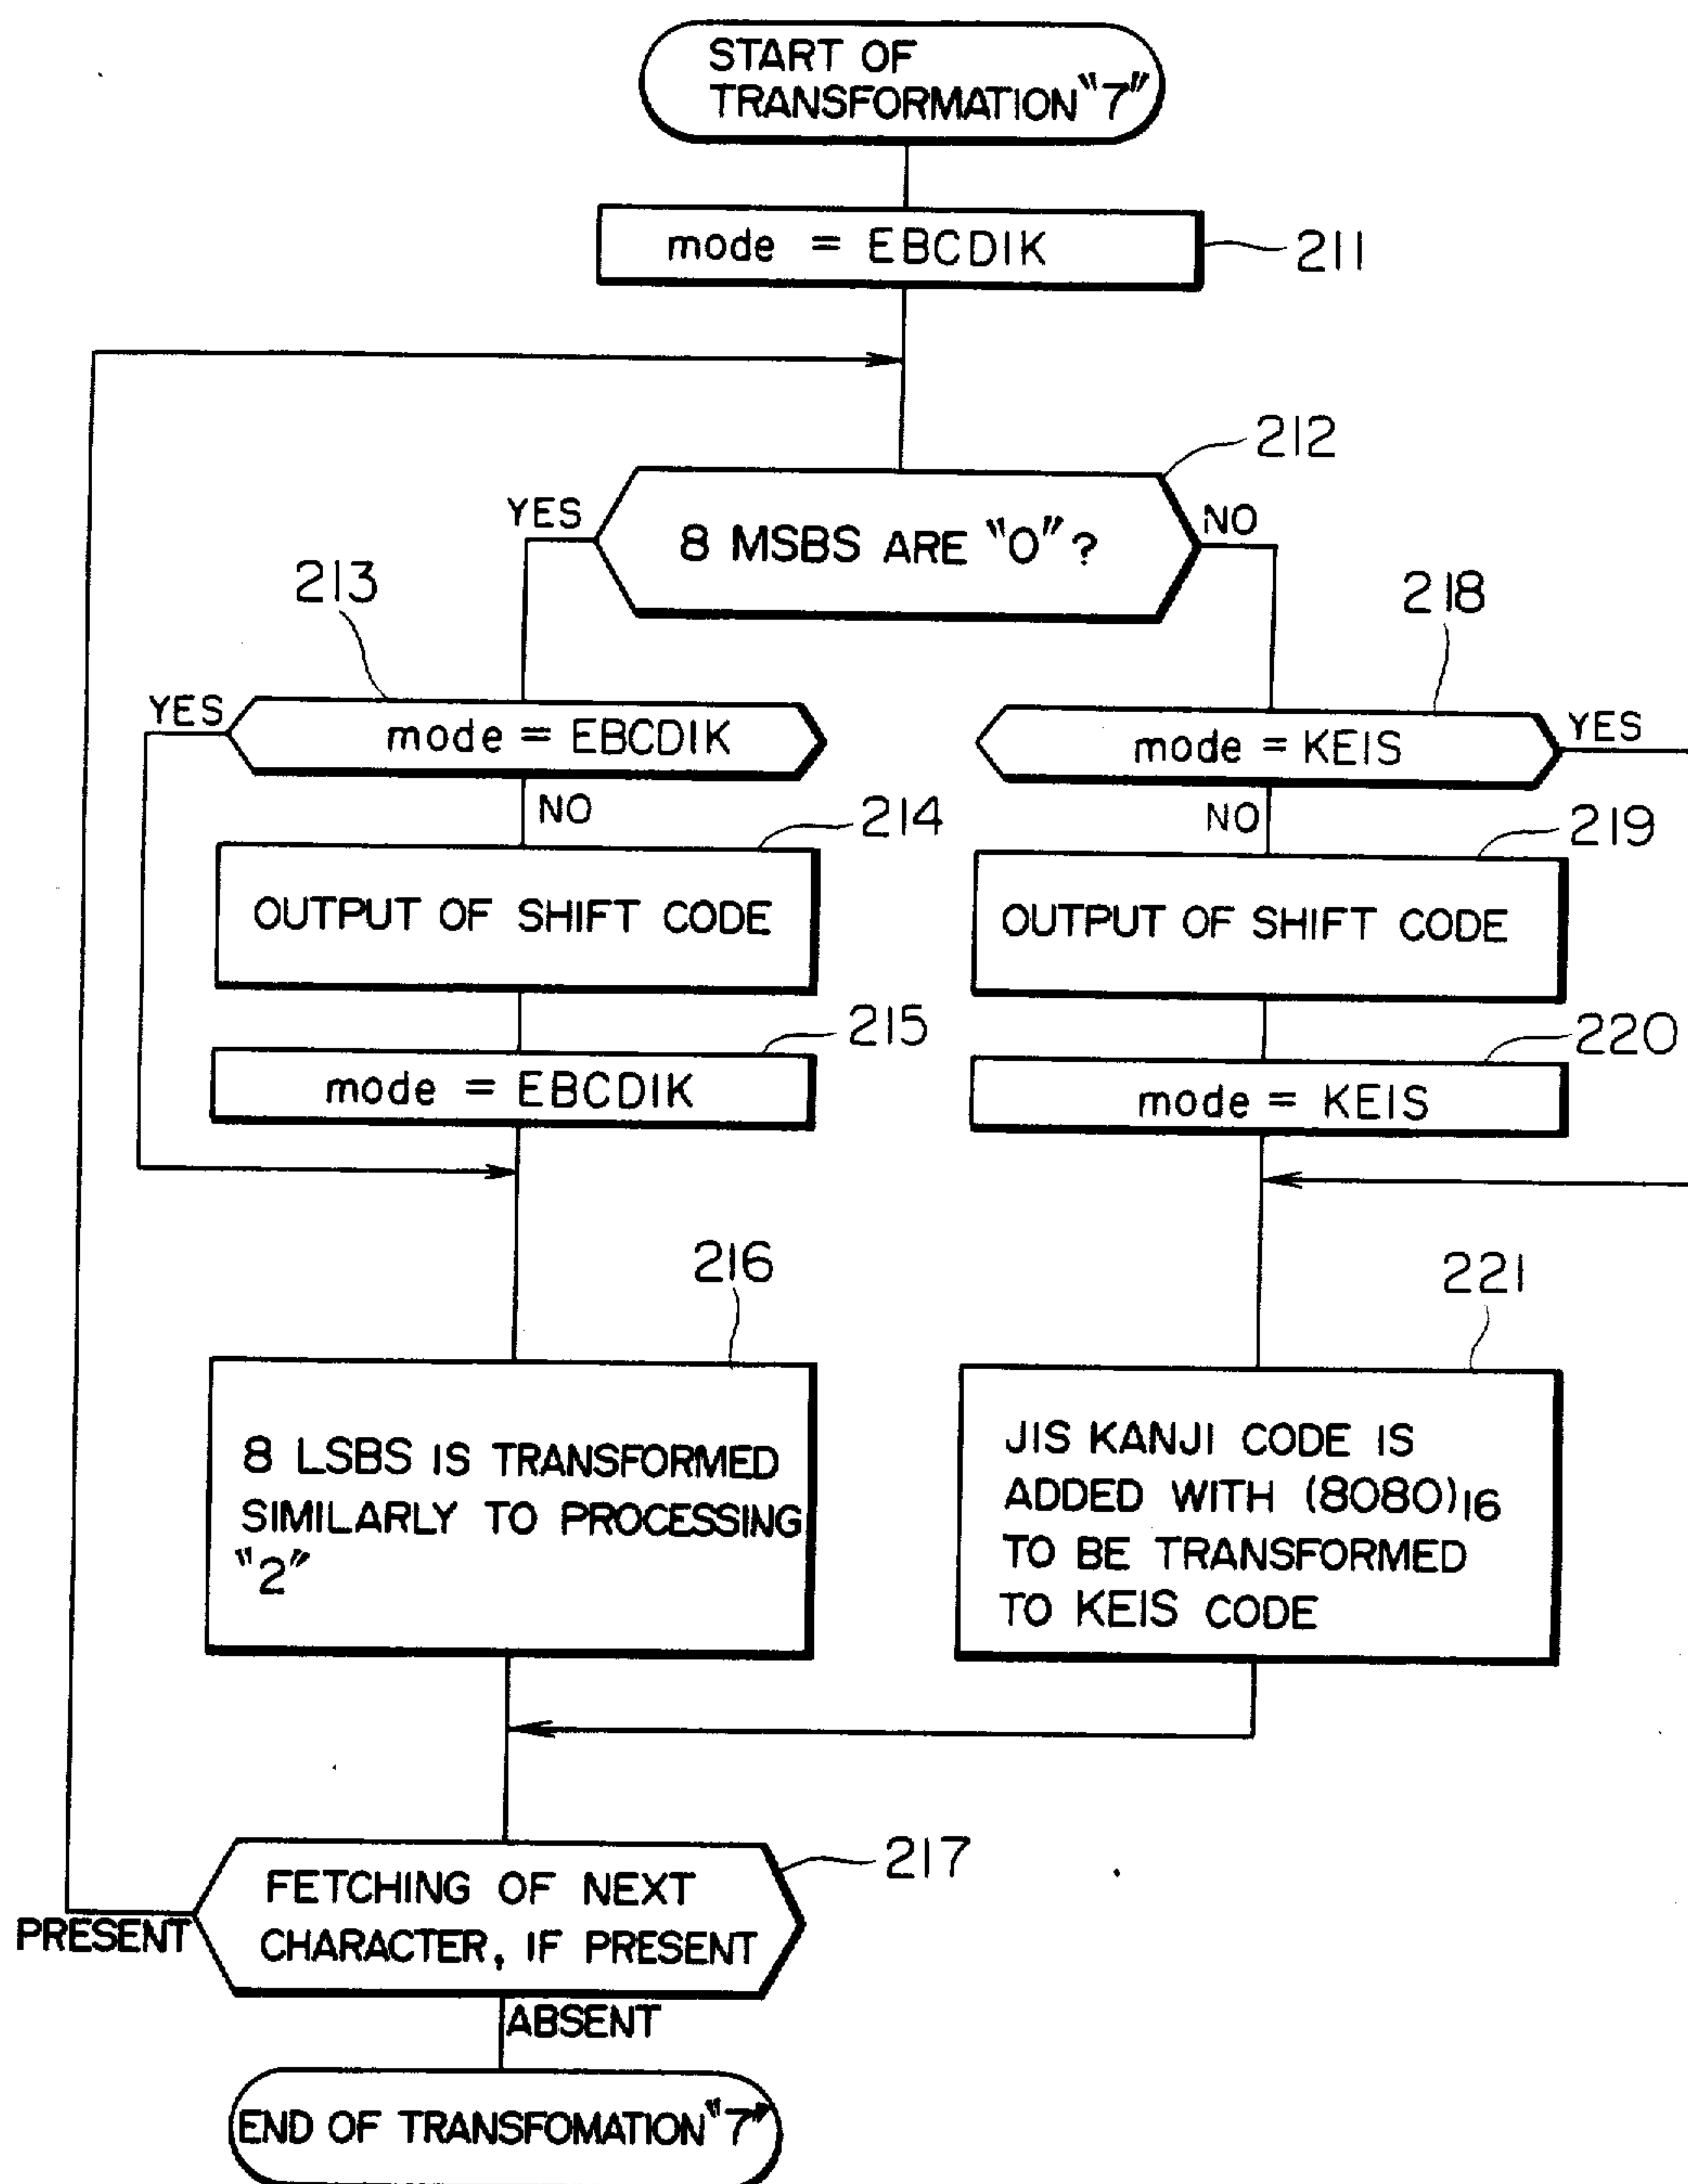 START OF
TRANSFORMATION "7"
mode = EBCDIK
211
212
YES
8 MSBS ARE "0"?
NO
213
218
YES
mode = EBCDIK
mode = KEIS
YES
NO
214
NO
219
OUTPUT OF SHIFT CODE
OUTPUT OF SHIFT CODE
215
220
mode = EBCDIK
mode = KEIS
216
221
8 LSBS IS TRANSFORMED
SIMILARLY TO PROCESSING
"2"
JIS KANJI CODE IS
ADDED WITH (8080)16
TO BE TRANSFORMED
TO KEIS CODE
217
FETCHING OF NEXT
CHARACTER, IF PRESENT
PRESENT
ABSENT
END OF TRANSFOMATION "7"